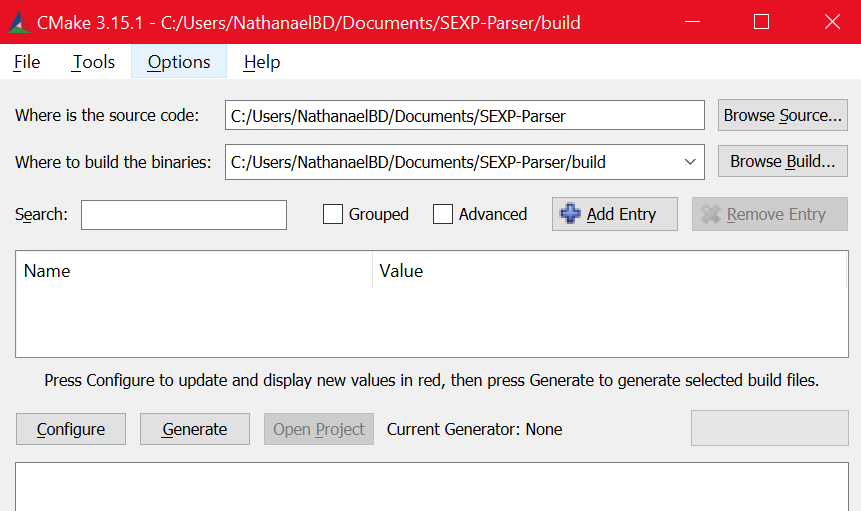 CMake 3.15.1 - C:/Users/NathanaelBD/Documents/SEXP-Parser/build
File Tools Options Help
Where is the source code: C:/Users/NathanaelBD/Documents/SEXP-Parser Browse Source...
Where to build the binaries: C:/Users/NathanaelBD/Documents/SEXP-Parser/build Browse Build...
Search: Grouped Advanced Add Entry Remove Entry
Name Value
Press Configure to update and display new values in red, then press Generate to generate selected build files.
Configure Generate Open Project Current Generator: None